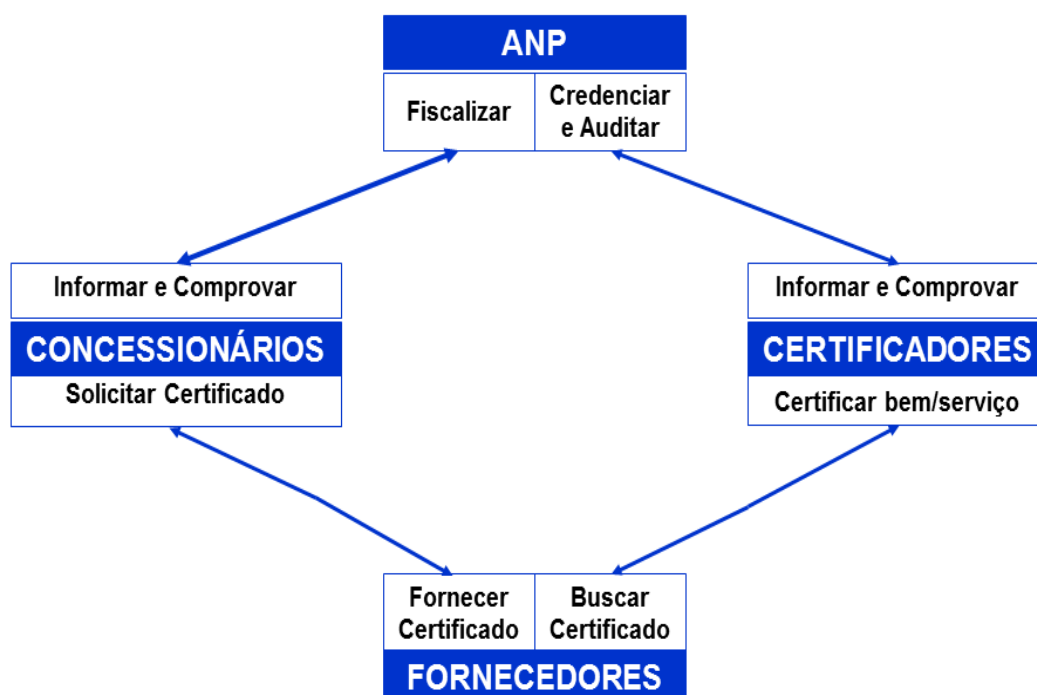 ANP
Fiscalizar
Credenciar
e Auditar
Informar e Comprovar
CONCESSIONÁRIOS
Solicitar Certificado
Informar e Comprovar
CERTIFICADORES
Certificar bem/serviço
Fornecer
Certificado
Buscar
Certificado
FORNECEDORES